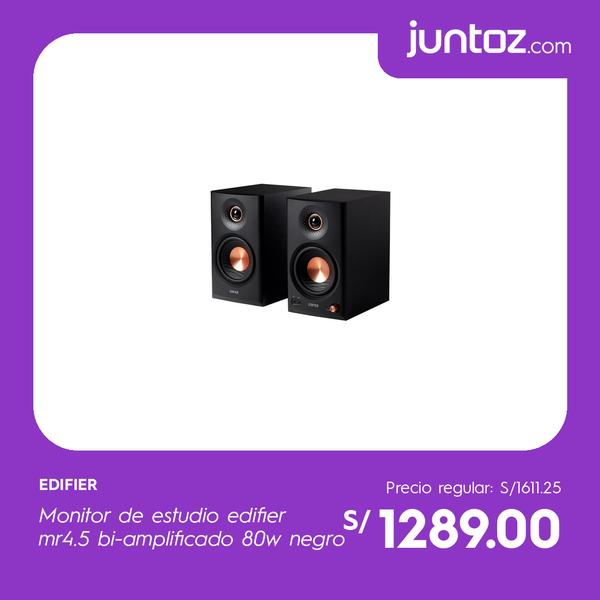 juntoz.com
EDIFIER
Monitor de estudio edifier
mr4.5 bi-amplificado 80w negro
Precio regular: S/1611.25
S/ 1289.00